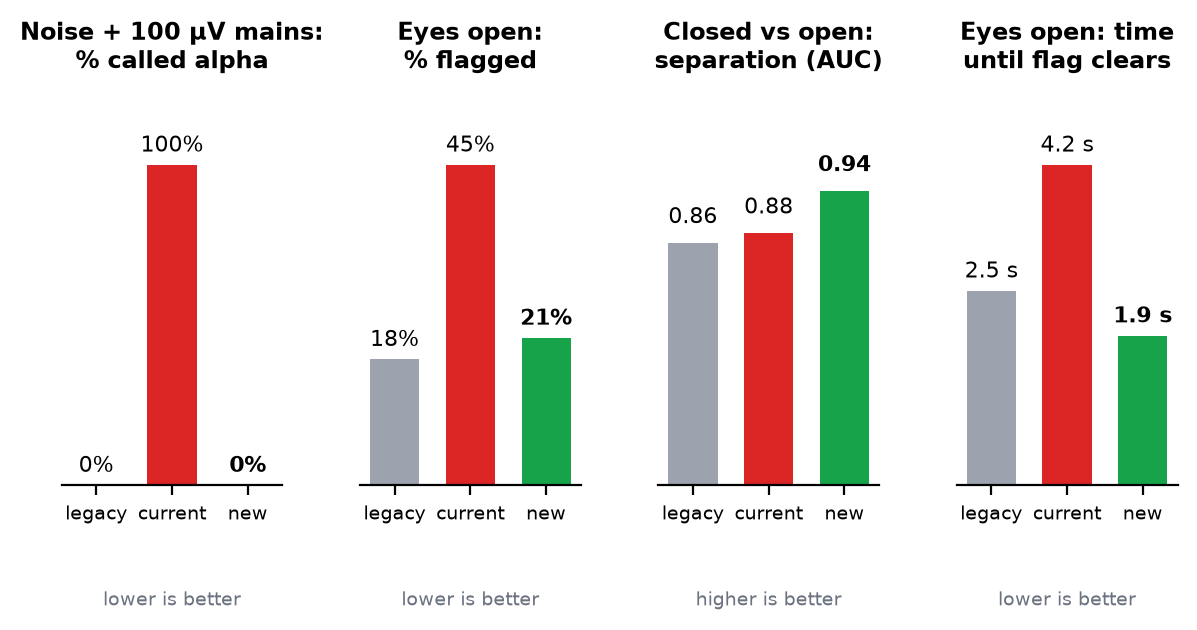 Noise + 100 µV mains:
% called alpha
100%
0%
0%
legacy current new
lower is better
Eyes open:
% flagged
18%
45%
21%
legacy current new
lower is better
Closed vs open:
separation (AUC)
0.86
0.88
0.94
legacy current new
higher is better
Eyes open: time
until flag clears
2.5 s
4.2 s
1.9 s
legacy current new
lower is better